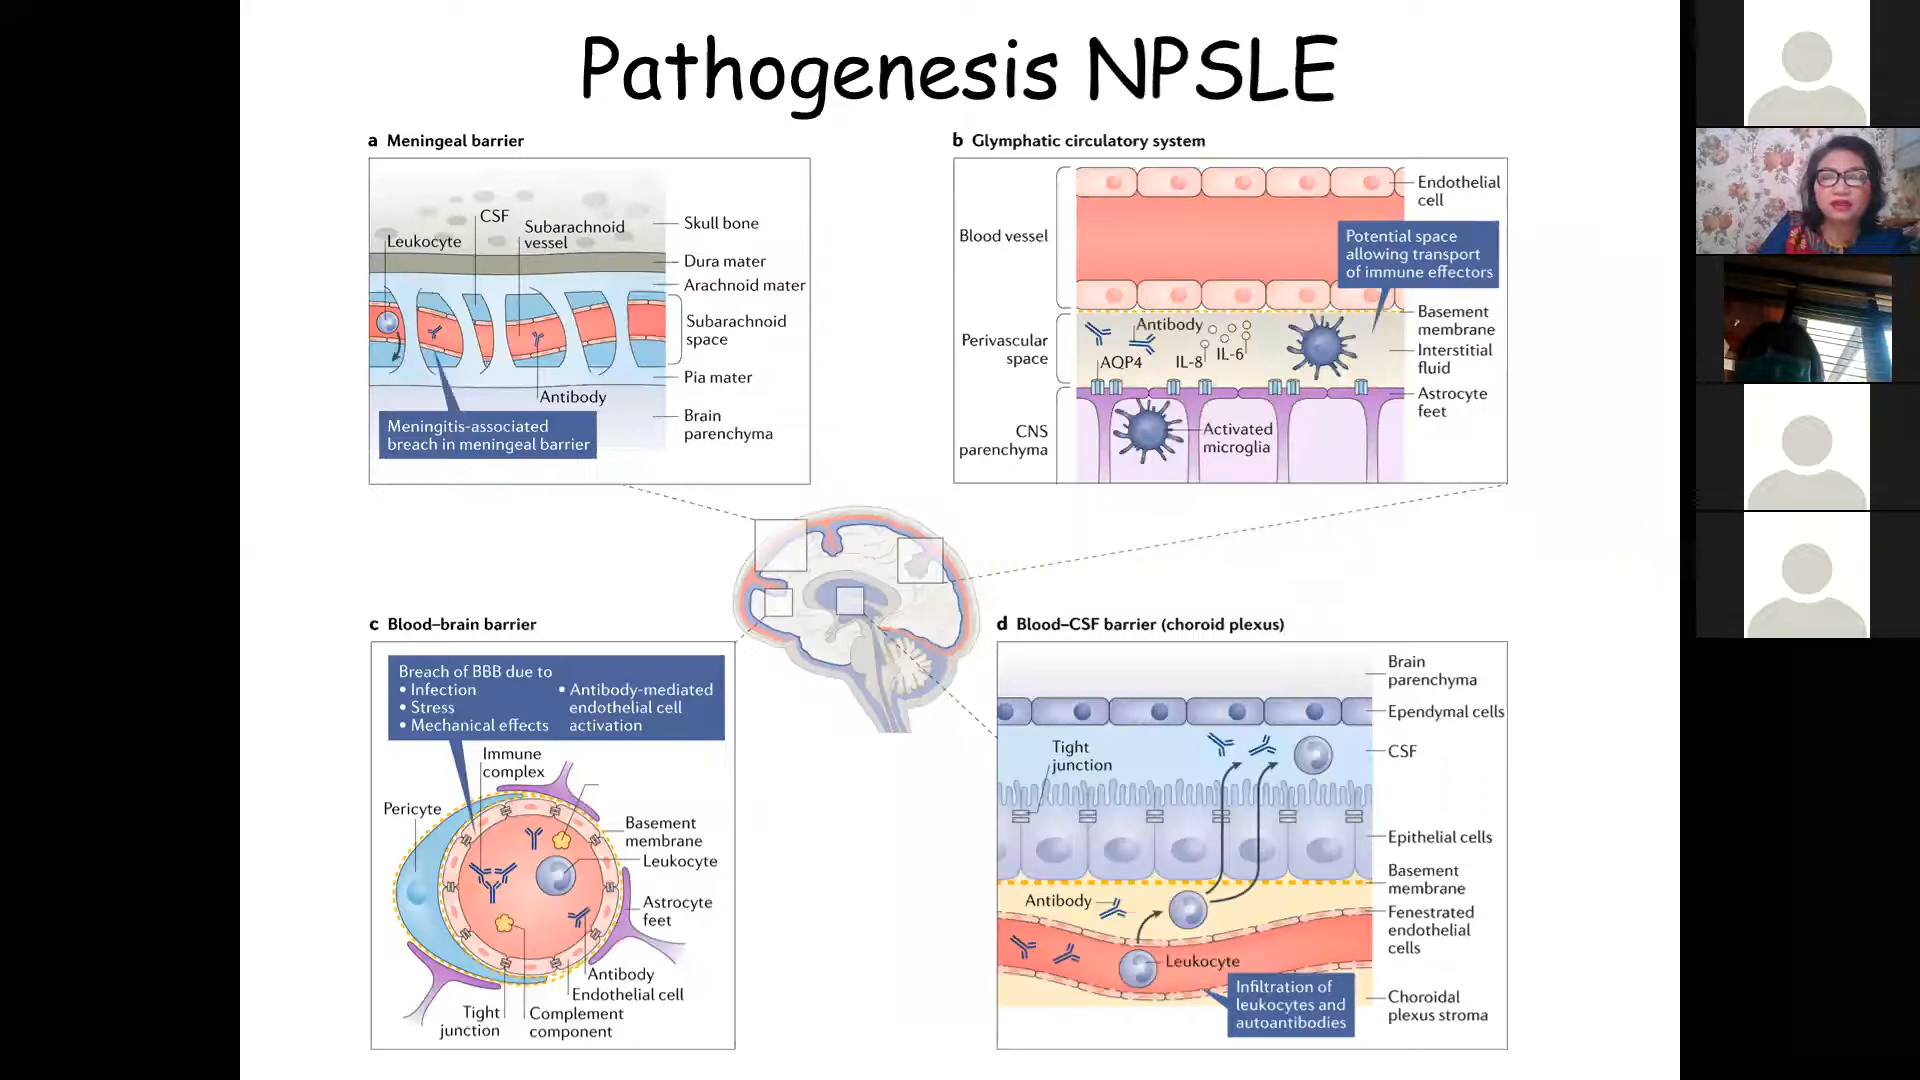 Pathogenesis NPSLE
a Meningeal barrier
CSF
Leukocyte
Subarachnoid
vessel
Skull bone
Dura mater
Arachnoid mater
Subarachnoid
space
Pia mater
Antibody
Brain
parenchyma
Meningitis-associated
breach in meningeal barrier
b Glymphatic circulatory system
Endothelial
cell
Blood vessel
Potential space
allowing transport
of immune effectors
Basement
membrane
Perivascular
space
Antibody
AQP4
IL-8
IL-6
Interstitial
fluid
Astrocyte
feet
CNS
parenchyma
Activated
microglia
c Blood–brain barrier
Breach of BBB due to
• Infection
• Stress
• Mechanical effects
• Antibody-mediated
endothelial cell
activation
Immune
complex
Pericyte
Basement
membrane
Leukocyte
Astrocyte
feet
Antibody
Endothelial cell
Tight
junction
Complement
component
d Blood–CSF barrier (choroid plexus)
Brain
parenchyma
Ependymal cells
Tight
junction
CSF
Epithelial cells
Basement
membrane
Antibody
Fenestrated
endothelial
cells
Leukocyte
Infiltration of
leukocytes and
autoantibodies
Choroidal
plexus stroma